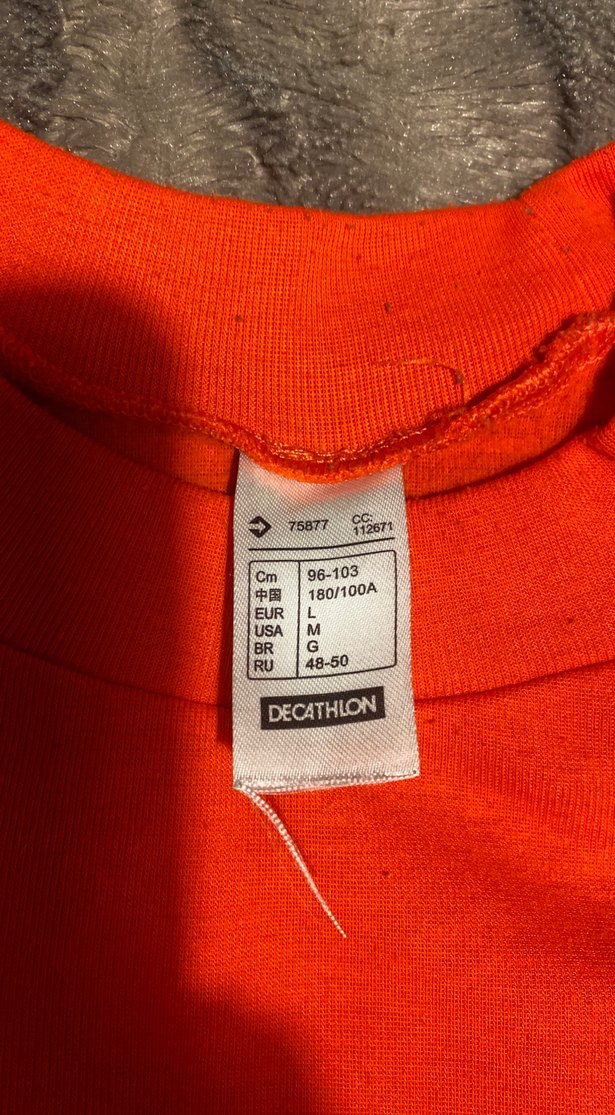 75877 CC: 112671
Cm 96-103
中国 180/100A
EUR L
USA M
BR G
RU 48-50
DECATHLON